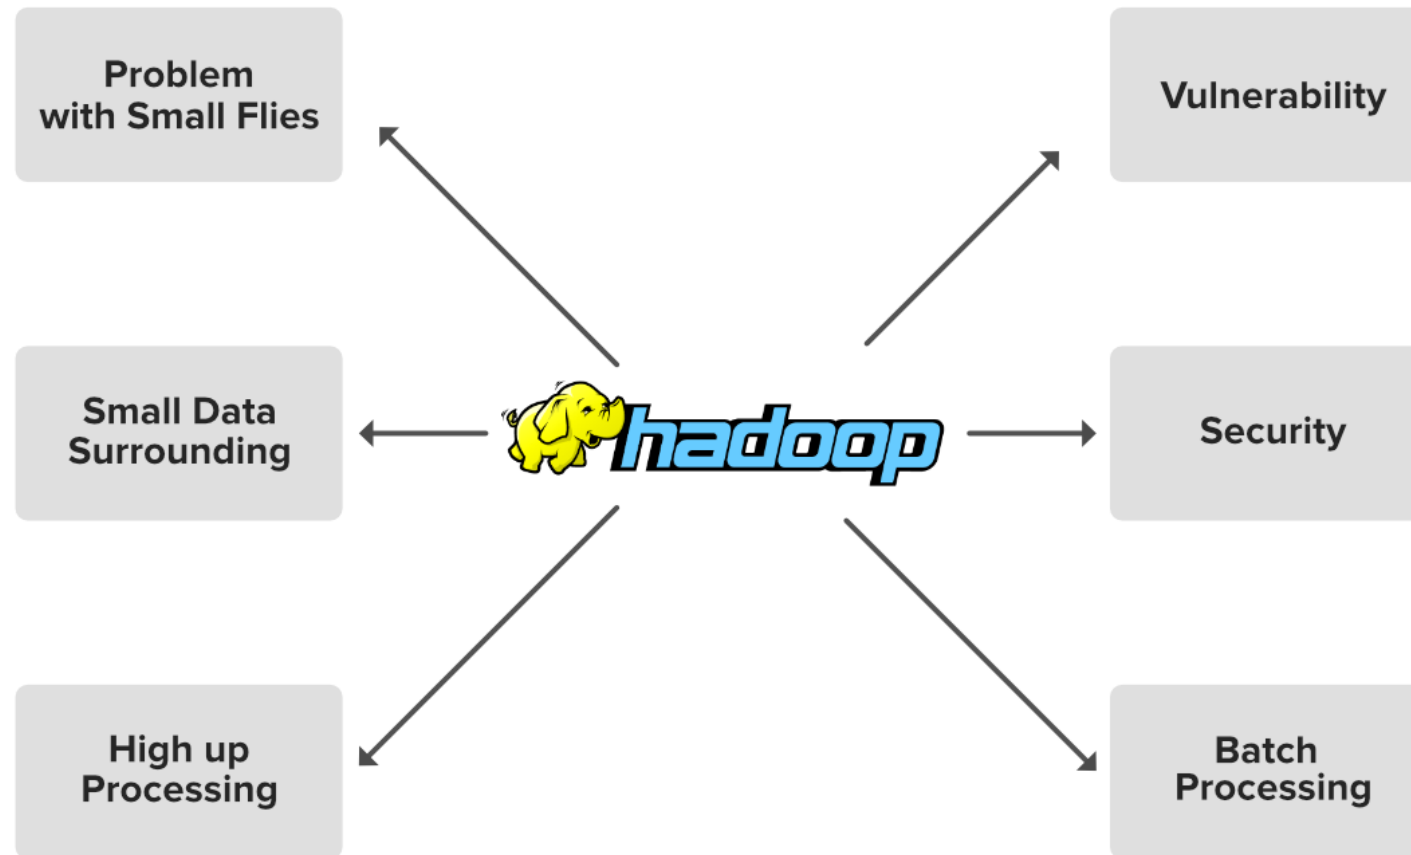 Problem
with Small Flies
Vulnerability
Small Data
Surrounding
hadoop
Security
High up
Processing
Batch
Processing